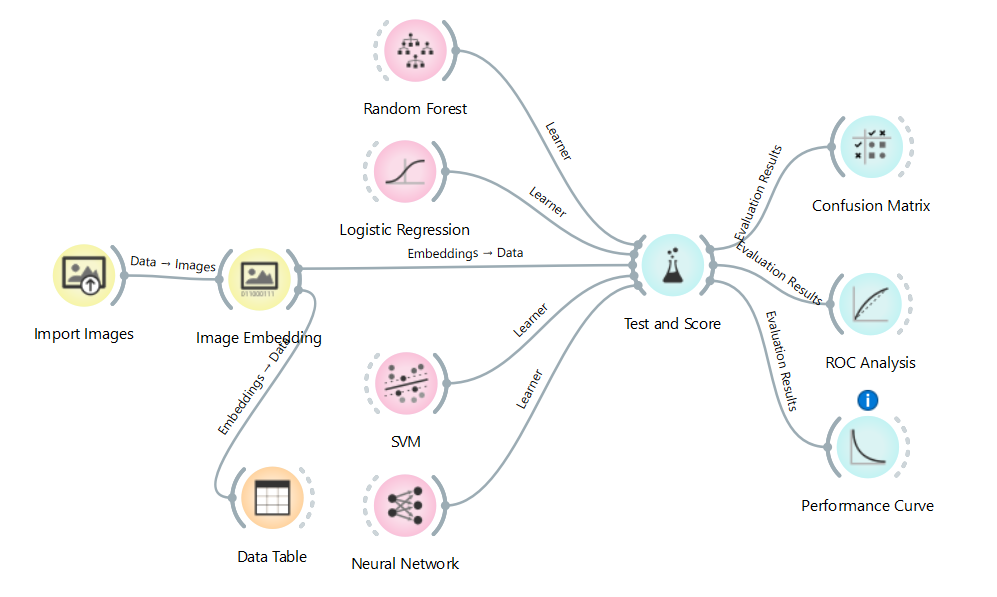 Random Forest
Learner
Logistic Regression
Learner
Confusion Matrix
Evaluation Results
Import Images
Data → Images
Image Embedding
011000111
Embeddings → Data
Test and Score
Evaluation Results
ROC Analysis
Embeddings → Data
Learner
SVM
Learner
Evaluation Results
i
Performance Curve
Data Table
Neural Network